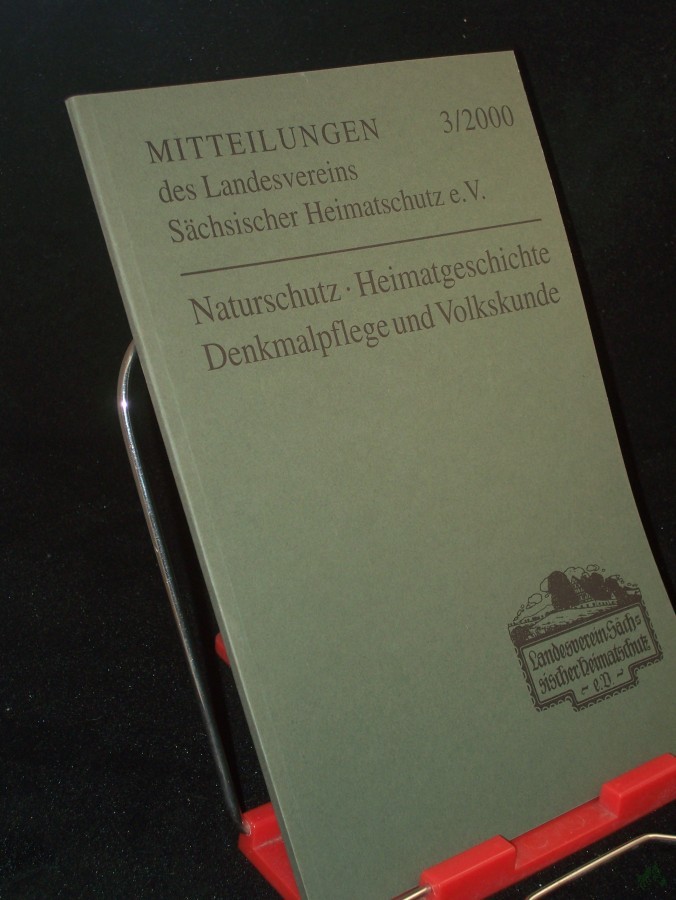 MITTEILUNGEN 3/2000
des Landesvereins
Sächsischer Heimatschutz e.V.
Naturschutz · Heimatgeschichte
Denkmalpflege und Volkskunde
Landesverein Säch-
sischer Heimatschutz
~ e.V. ~